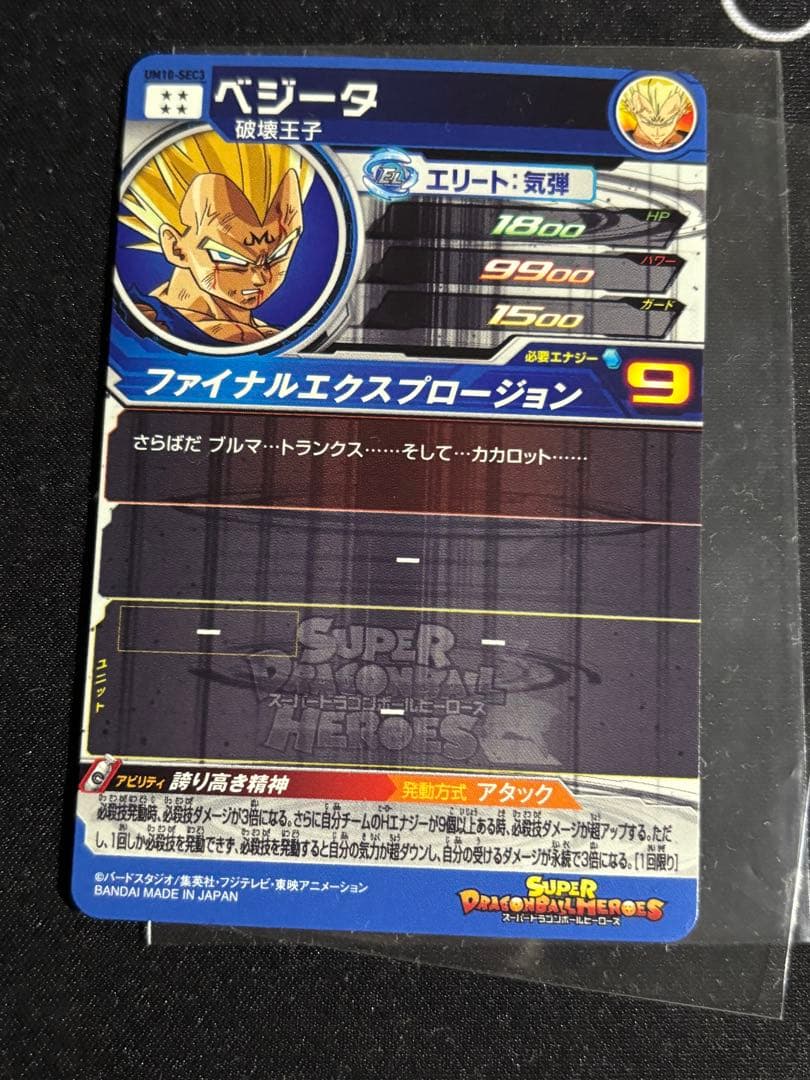 UM10-SEC3
ベジータ
破壊王子
EL エリート:気弾
HP
1800
パワー
9900
ガード
1500
必要エナジー
9
ファイナルエクスプロージョン
さらばだ ブルマ…トランクス……そして…カカロット……
ー
ー
ー
ー
ユニット
SUPER
DRAGONBALL
スーパードラゴンボールヒーローズ
HEROES
アビリティ 誇り高き精神 発動方式 アタック
必殺技発動時、必殺技ダメージが3倍になる。さらに自分チームのHエナジーが9個以上ある時、必殺技ダメージが超アップする。ただ
し、1回しか必殺技を発動できず、必殺技を発動すると自分の気力が超ダウンし、自分の受けるダメージが永続で3倍になる。[1回限り]
©バードスタジオ/集英社・フジテレビ・東映アニメーション
BANDAI MADE IN JAPAN
SUPER
DRAGONBALL HEROES
スーパードラゴンボールヒーローズ